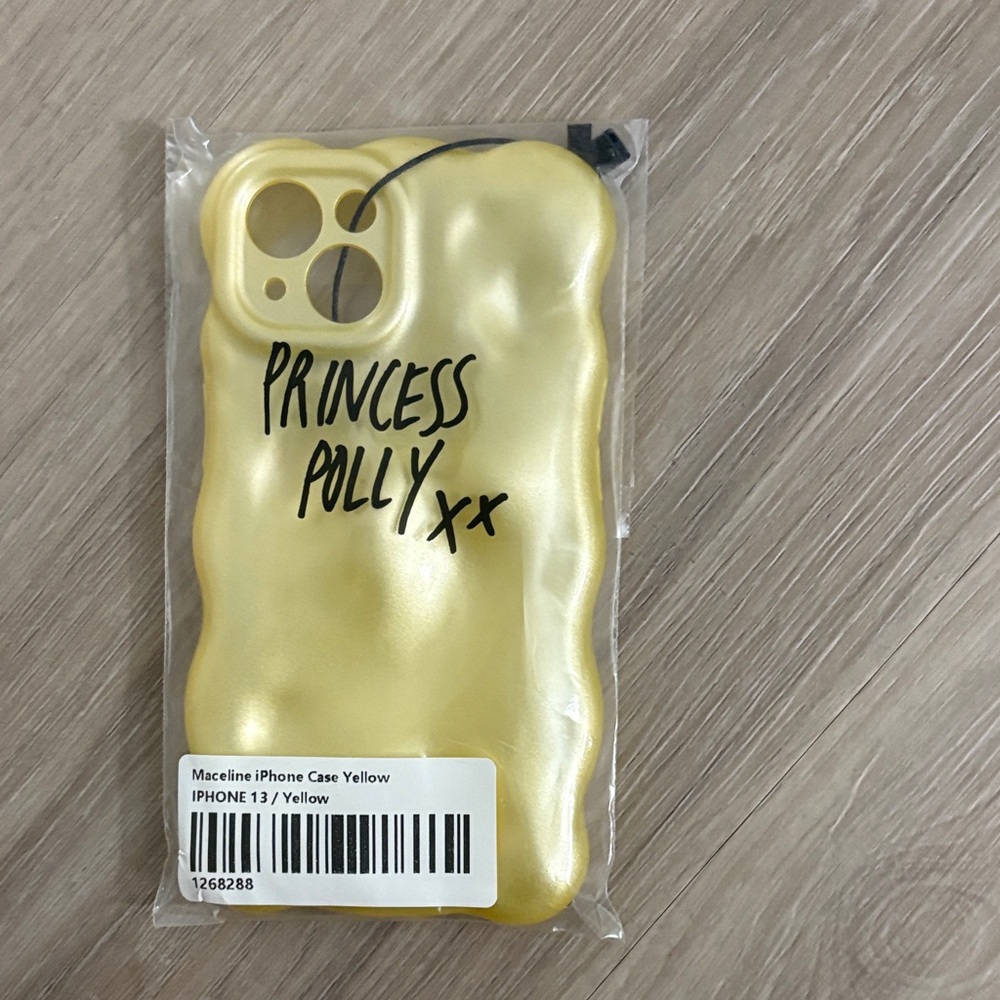 PRINCESS
POLLY xx
Maceline iPhone Case Yellow
IPHONE 13 / Yellow
1268288